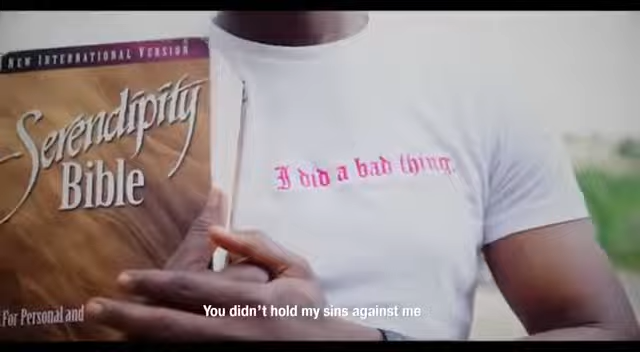 NEW INTERNATIONAL VERSION
Serendipity
Bible
For Personal and
I did a bad thing.
You didn't hold my sins against me